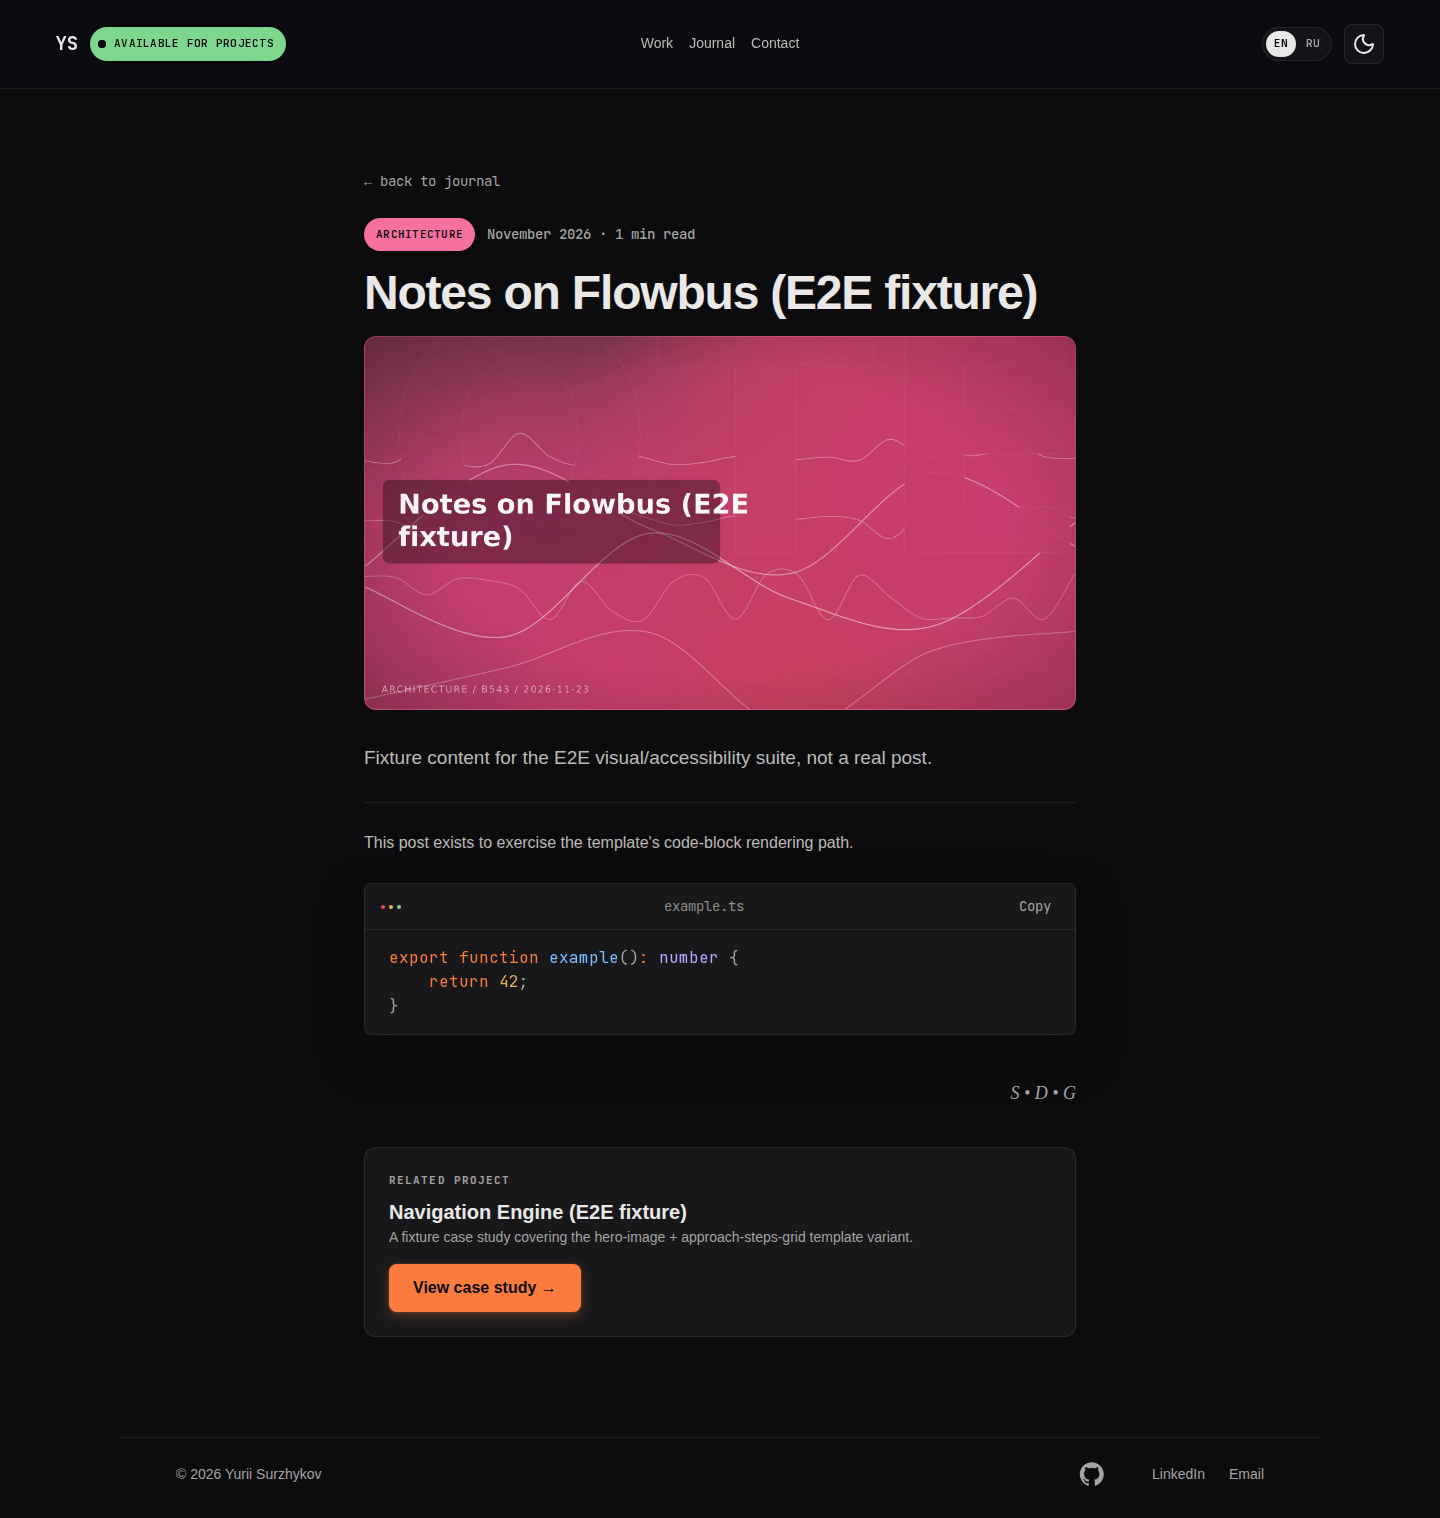 YS
AVAILABLE FOR PROJECTS
Work Journal Contact
EN RU
← back to journal
ARCHITECTURE
November 2026 · 1 min read
Notes on Flowbus (E2E fixture)
Notes on Flowbus (E2E
fixture)
ARCHITECTURE / B543 / 2026-11-23
Fixture content for the E2E visual/accessibility suite, not a real post.
This post exists to exercise the template's code-block rendering path.
example.ts
Copy
export function example(): number {
    return 42;
}
S • D • G
RELATED PROJECT
Navigation Engine (E2E fixture)
A fixture case study covering the hero-image + approach-steps-grid template variant.
View case study →
© 2026 Yurii Surzhykov
LinkedIn Email